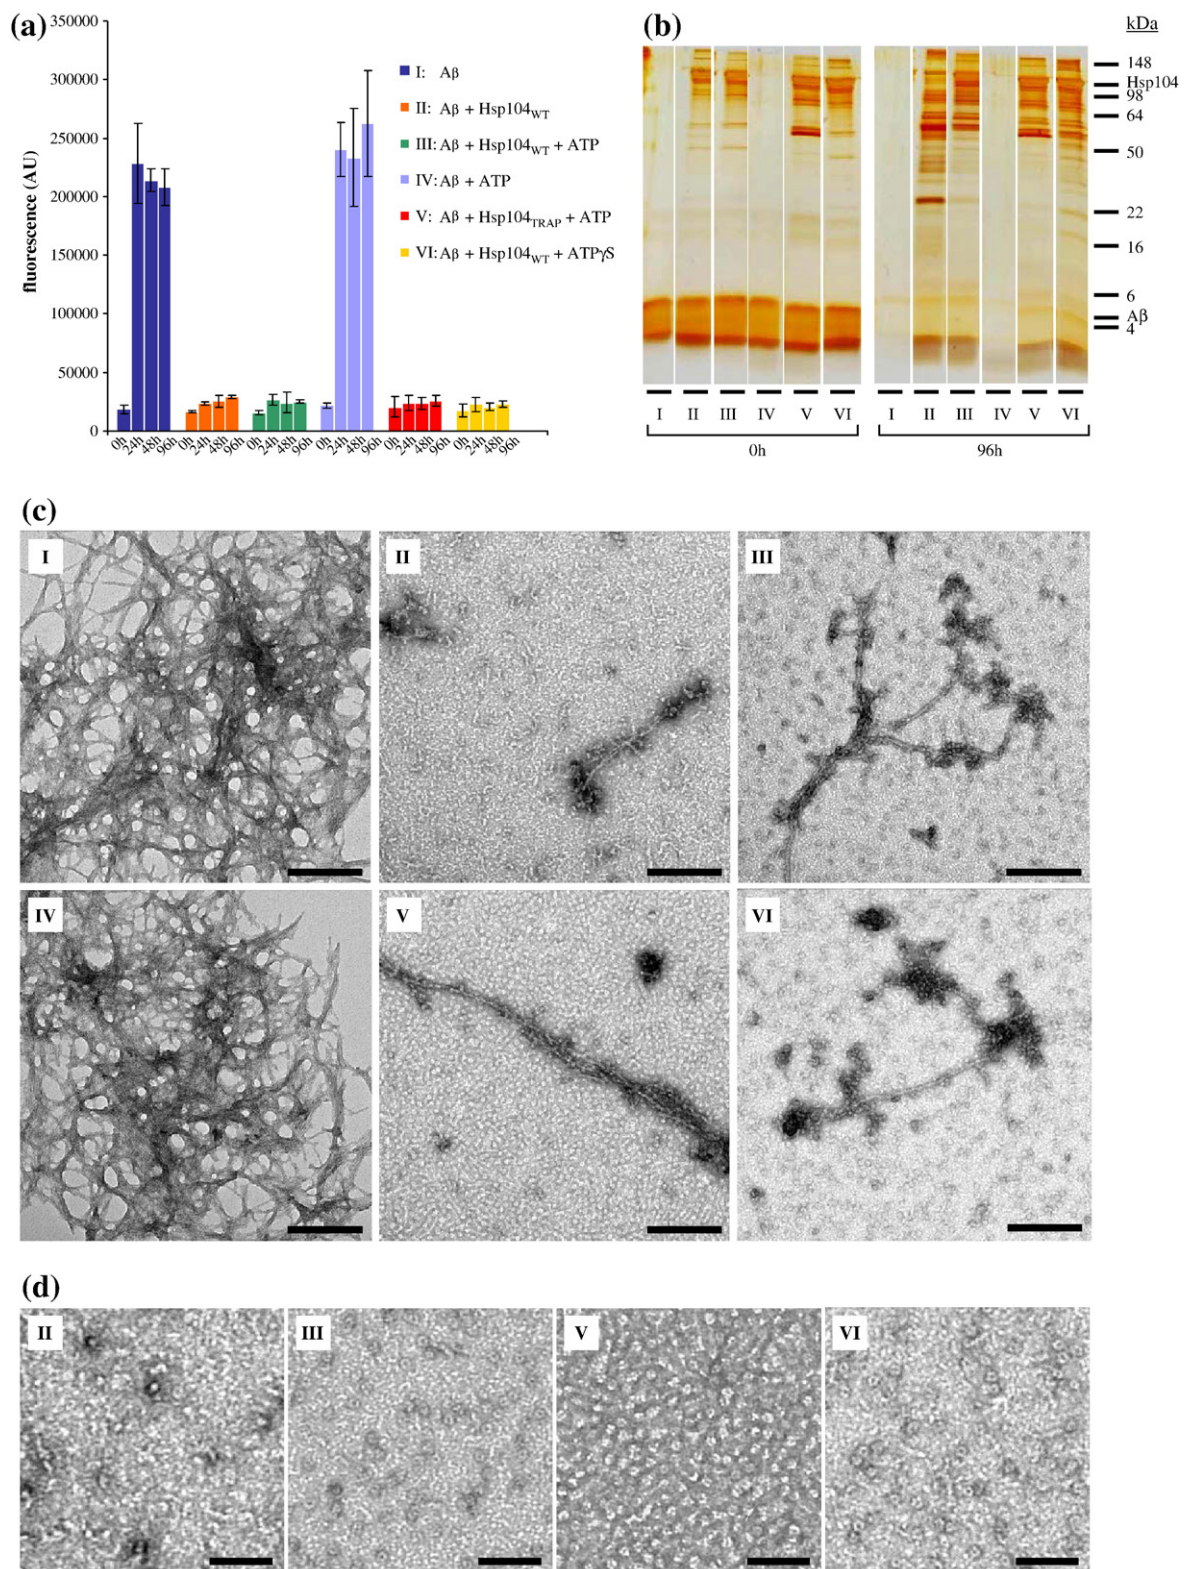 (a)
350000
300000
250000
200000
150000
100000
50000
0
fluorescence (AU)
I: Aβ
II: Aβ + Hsp104WT
III: Aβ + Hsp104WT + ATP
IV: Aβ + ATP
V: Aβ + Hsp104TRAP + ATP
VI: Aβ + Hsp104WT + ATPγS
0h 24h 48h 96h 0h 24h 48h 96h 0h 24h 48h 96h 0h 24h 48h 96h 0h 24h 48h 96h 0h 24h 48h 96h
(b)
kDa
148
Hsp104
98
64
50
22
16
6
Aβ
4
I II III IV V VI I II III IV V VI
0h 96h
(c)
I II III
IV V VI
(d)
II III V VI